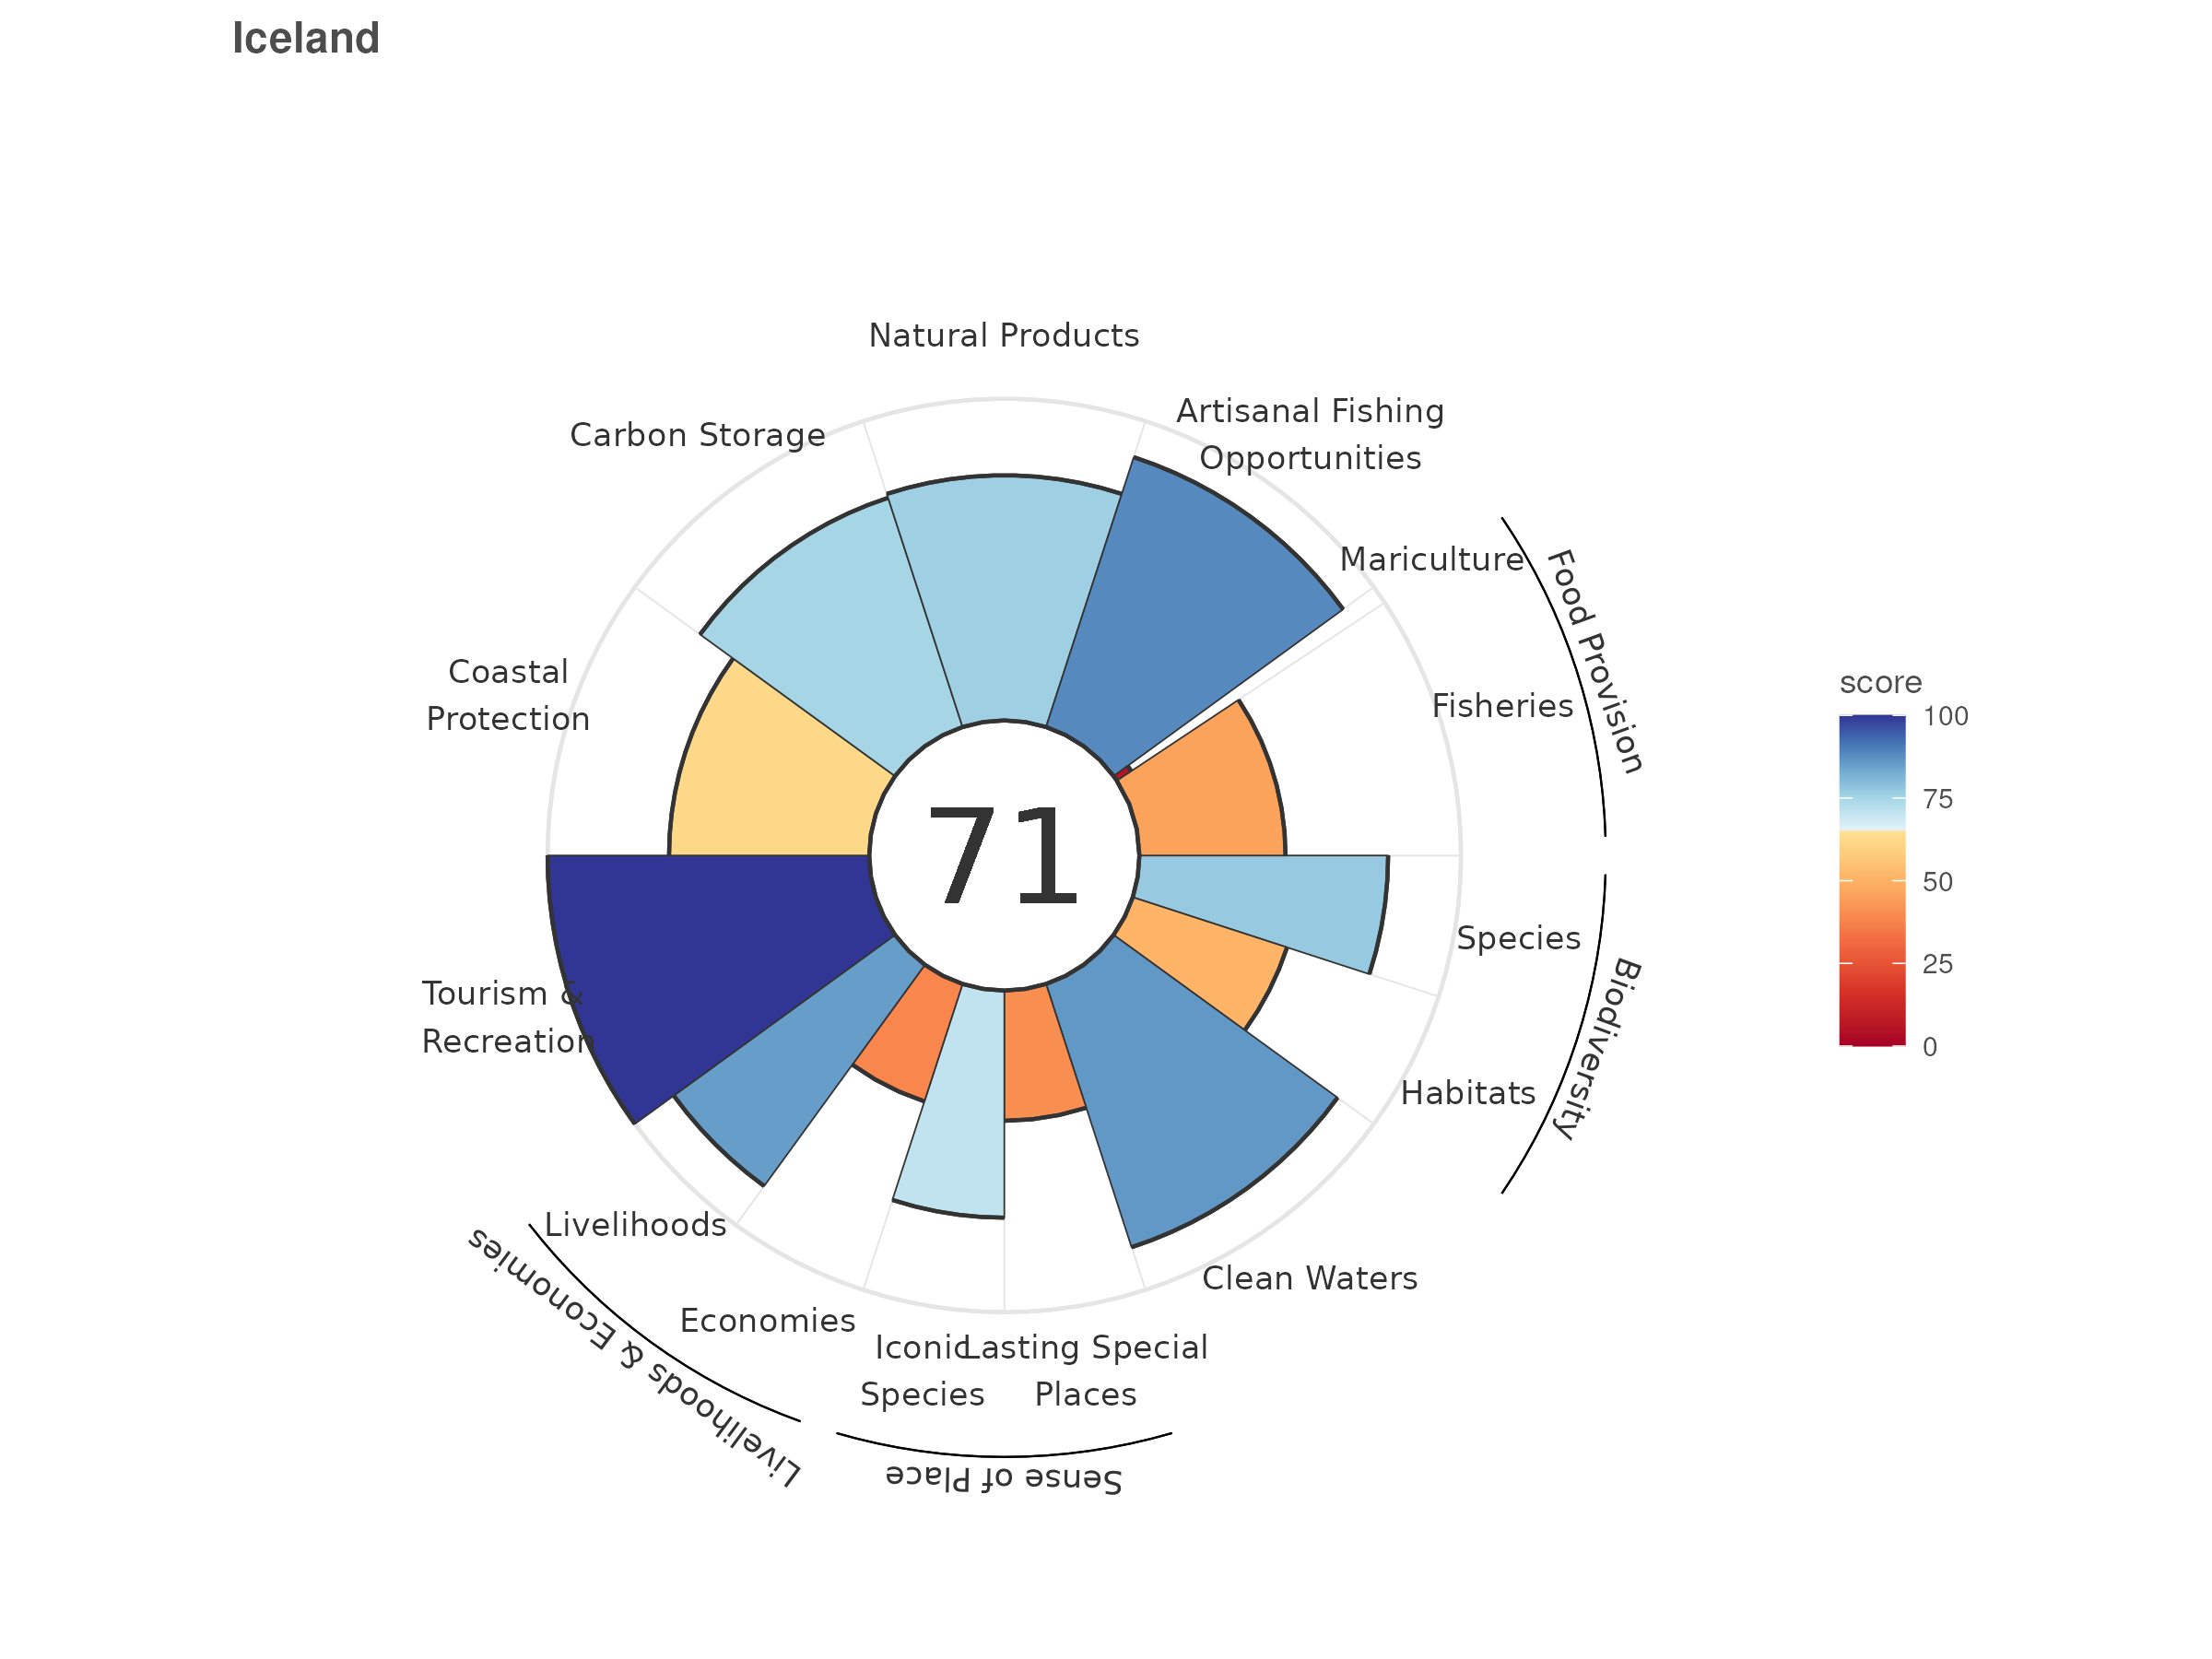 Iceland
Natural Products
Artisanal Fishing
Opportunities
Carbon Storage
Mariculture
Food Provision
Fisheries
Coastal
Protection
score
100
75
50
25
0
71
Species
Biodiversity
Habitats
Tourism &
Recreation
Livelihoods
Livelihoods & Economies
Economies
Clean Waters
Iconic
Species
Lasting Special
Places
Sense of Place